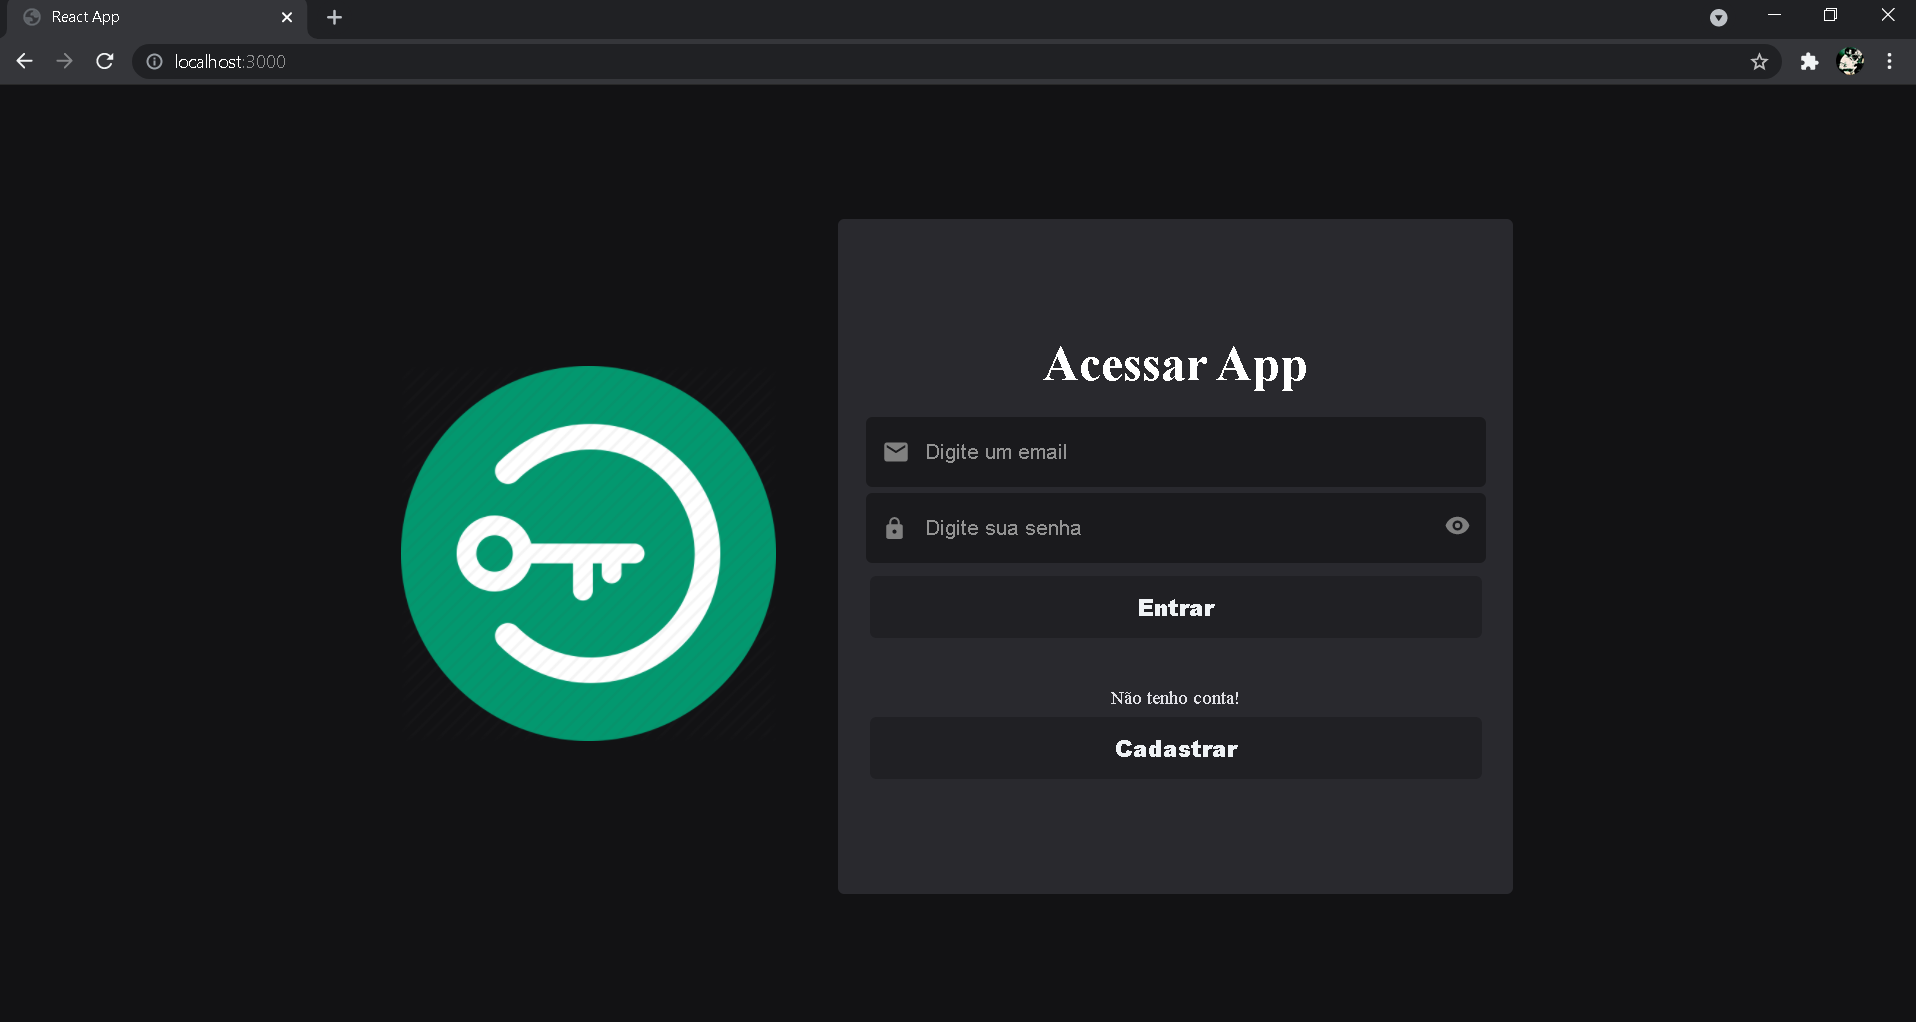 React App
localhost:3000
Acessar App
Digite um email
Digite sua senha
Entrar
Não tenho conta!
Cadastrar